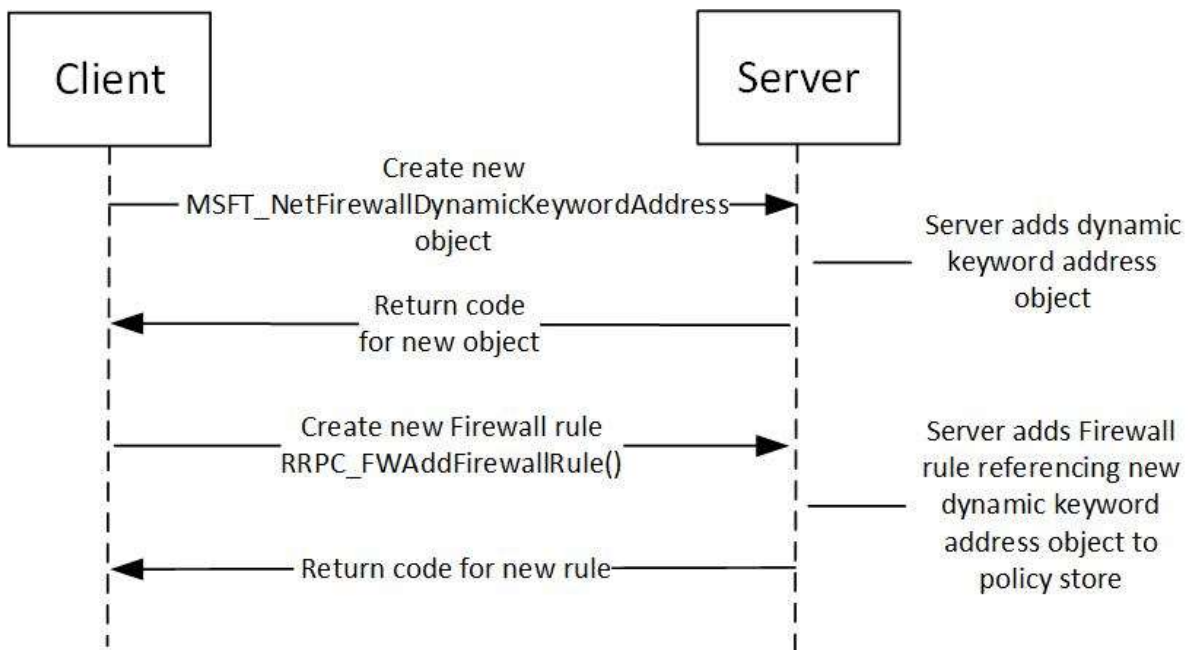 Client
Server
Create new
MSFT_NetFirewallDynamicKeywordAddress
object
Server adds dynamic
keyword address
object
Return code
for new object
Create new Firewall rule
RRPC_FWAddFirewallRule()
Server adds Firewall
rule referencing new
dynamic keyword
address object to
policy store
Return code for new rule